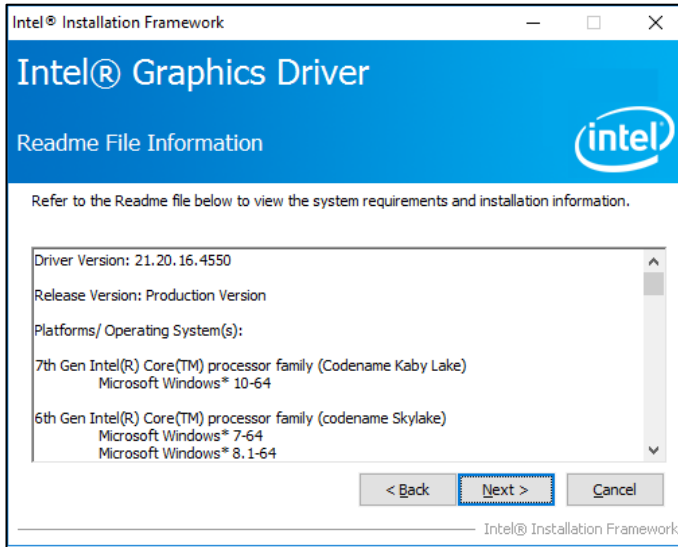 Intel® Installation Framework
Intel® Graphics Driver
Readme File Information
intel
Refer to the Readme file below to view the system requirements and installation information.
Driver Version: 21.20.16.4550
Release Version: Production Version
Platforms/ Operating System(s):
7th Gen Intel(R) Core(TM) processor family (Codename Kaby Lake)
Microsoft Windows* 10-64
6th Gen Intel(R) Core(TM) processor family (codename Skylake)
Microsoft Windows* 7-64
Microsoft Windows* 8.1-64
< Back Next > Cancel
Intel® Installation Framework